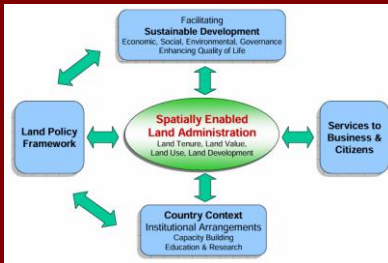 Facilitating
Sustainable Development
Economic, Social, Environmental, Governance
Enhancing Quality of Life
Land Policy
Framework
Spatially Enabled
Land Administration
Land Tenure, Land Value,
Land Use, Land Development
Services to
Business &
Citizens
Country Context
Institutional Arrangements
Capacity Building
Education & Research